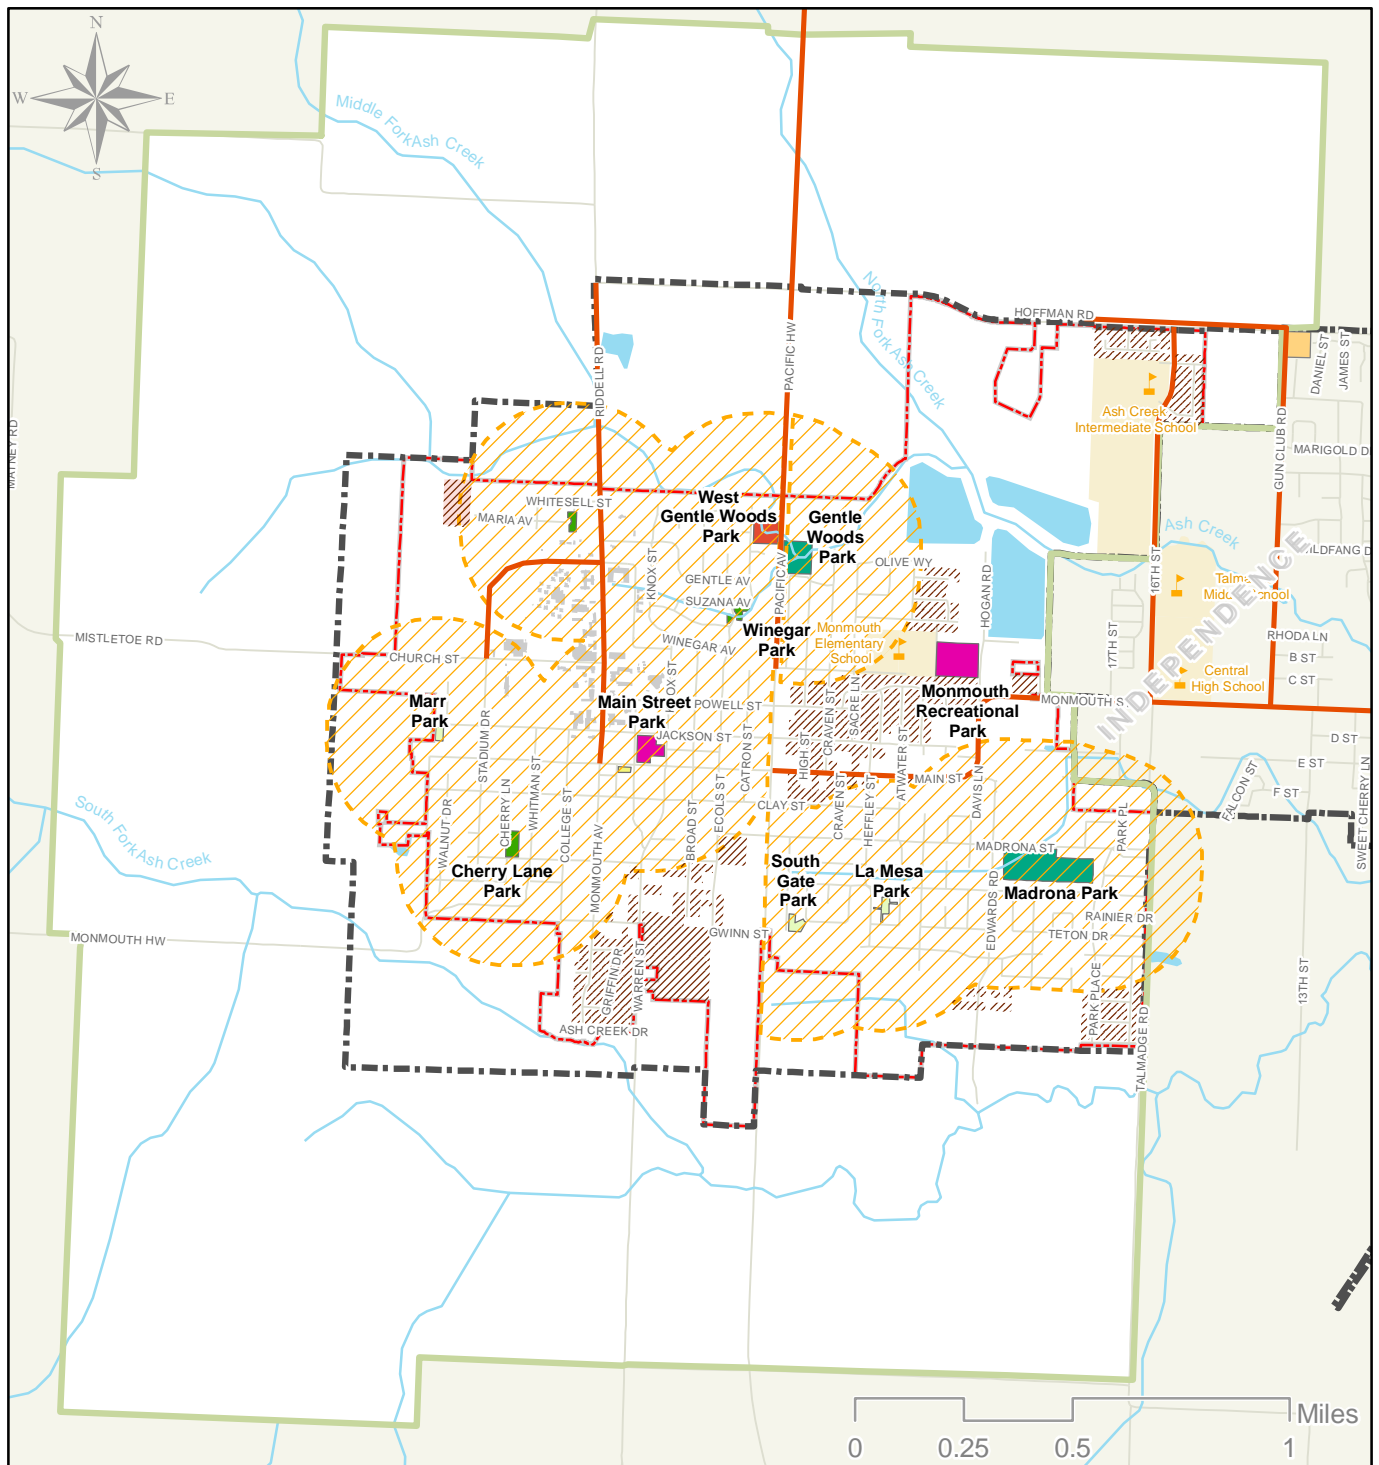 N
W
E
S
Middle Fork Ash Creek
North Fork Ash Creek
HOFFMAN RD
DANIEL ST
JAMES ST
RIDDELL RD
PACIFIC HW
Ash Creek
Intermediate School
GUN CLUB RD
MARIGOLD D
MATNEY RD
WHITESELL ST
MARIA AV
West
Gentle Woods
Park
Gentle
Woods
Park
Ash Creek
OLIVE WY
KNOX ST
GENTLE AV
SUZANA AV
PACIFIC AV
HOGAN RD
16TH ST
INDEPENDENCE
MISTLETOE RD
WINEGAR AV
Winegar
Park
Monmouth
Elementary
School
17TH ST
RHODA LN
B ST
C ST
CHURCH ST
Central
High School
Marr
Park
Main Street
Park
POWELL ST
JACKSON ST
Monmouth
Recreational
Park
MONMOUTH S
STADIUM DR
CATRON ST
HIGH ST
CRAVEN ST
SACRE LN
ATWATER ST
D ST
E ST
F ST
FALCON ST
SWEET CHERRY LN
MAIN ST
DAVIS LN
CLAY ST
CRAVEN ST
HEFFLEY ST
South Fork Ash Creek
WALNUT DR
CHERRY LN
WHITMAN ST
COLLEGE ST
MONMOUTH AV
BROAD ST
ECOLS ST
PARK PL
MADRONA ST
Cherry Lane
Park
South
Gate
Park
La Mesa
Park
Madrona Park
EDWARDS RD
RAINIER DR
TETON DR
MONMOUTH HW
GWINN ST
GRIFFIN DR
WARREN ST
PARK PLACE
13TH ST
ASH CREEK DR
TALMADGE RD
Miles
0
0.25
0.5
1